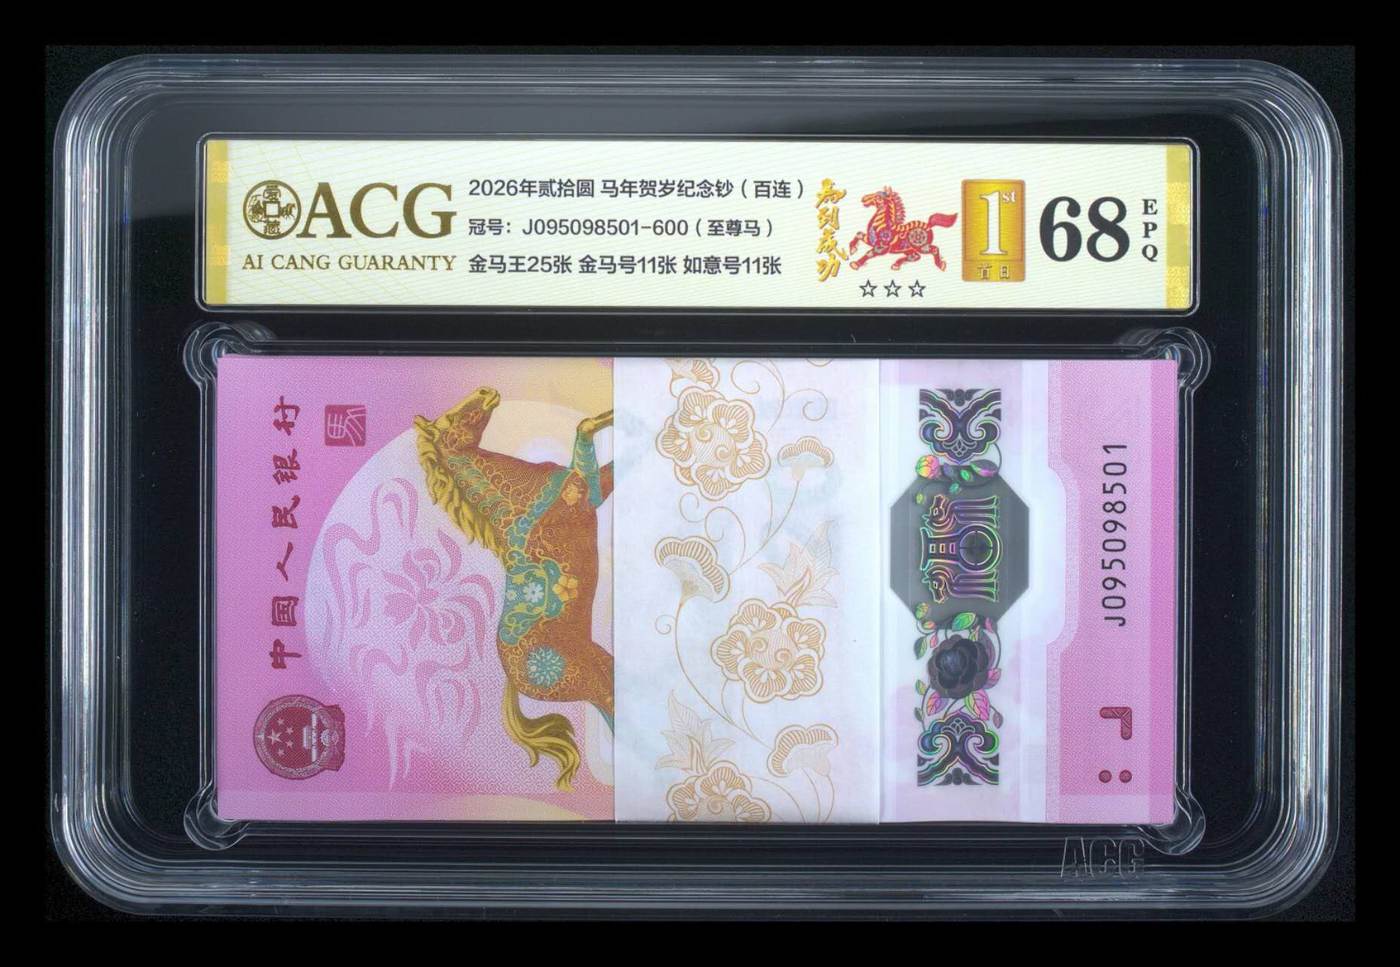 ACG
AI CANG GUARANTY
2026年贰拾圆 马年贺岁纪念钞（百连）
冠号：J095098501-600（至尊马）
金马王25张 金马号11张 如意号11张
马到成功
☆☆☆
1st
首日
68
EPQ
中国人民银行
福
J095098501
ACG